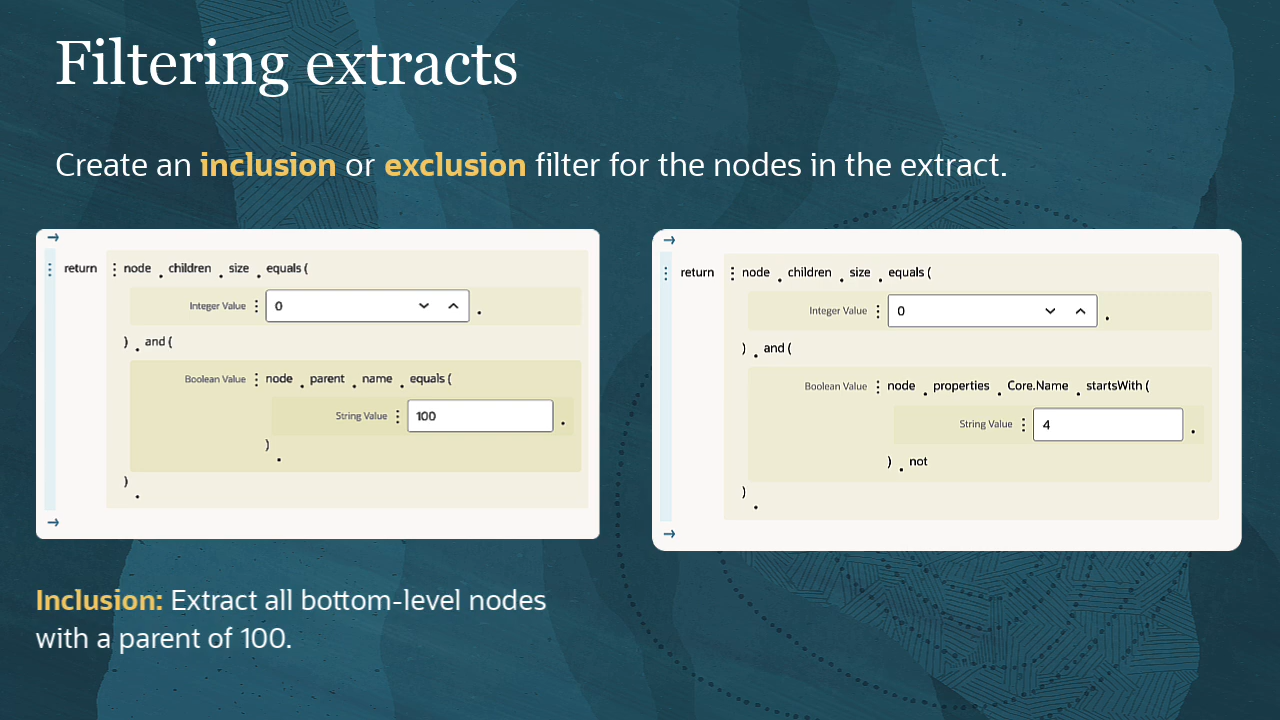 Filtering extracts
Create an inclusion or exclusion filter for the nodes in the extract.
return node . children . size . equals (
Integer Value 0 .
) . and (
Boolean Value node . parent . name . equals (
String Value 100 .
)
.
)
.
return node . children . size . equals (
Integer Value 0 .
) . and (
Boolean Value node . properties . Core.Name . startsWith (
String Value 4 .
) . not
)
.
Inclusion: Extract all bottom-level nodes
with a parent of 100.